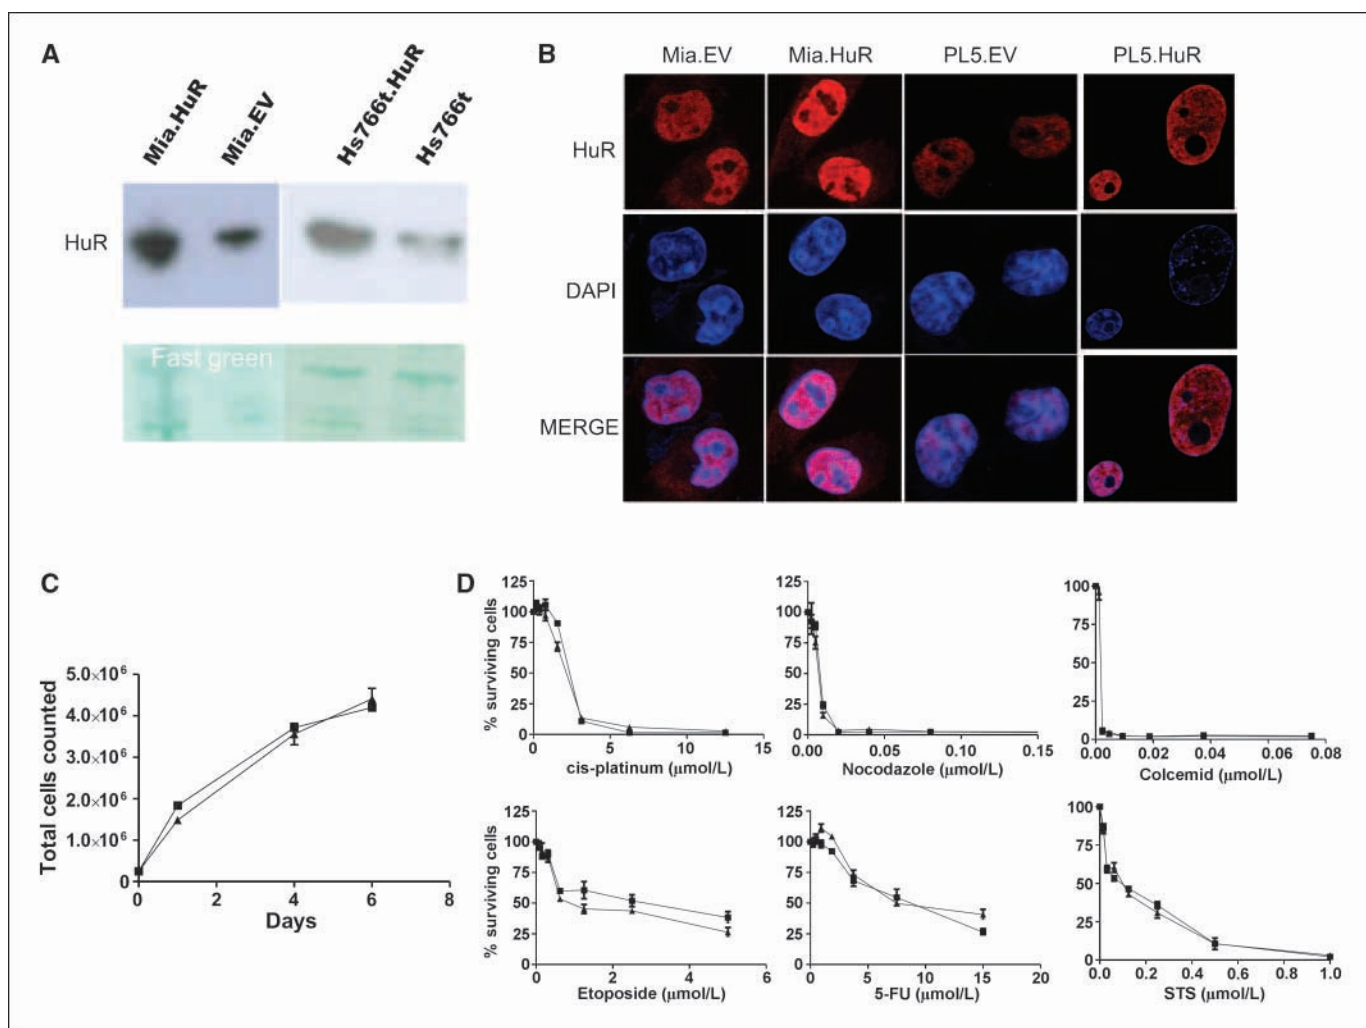 A
Mia.HuR
Mia.EV
Hs766t.HuR
Hs766t
HuR
Fast green
B
Mia.EV
Mia.HuR
PL5.EV
PL5.HuR
HuR
DAPI
MERGE
C
Total cells counted
5.0×10⁶
4.0×10⁶
3.0×10⁶
2.0×10⁶
1.0×10⁶
0
0 2 4 6 8
Days
D
% surviving cells
125
100
75
50
25
0
0 5 10 15
cis-platinum (μmol/L)
125
100
75
50
25
0
0.00 0.05 0.10 0.15
Nocodazole (μmol/L)
100
75
50
25
0
0.00 0.02 0.04 0.06 0.08
Colcemid (μmol/L)
% surviving cells
125
100
75
50
25
0
0 2 4 6
Etoposide (μmol/L)
125
100
75
50
25
0
0 5 10 15 20
5-FU (μmol/L)
100
75
50
25
0
0.0 0.2 0.4 0.6 0.8 1.0
STS (μmol/L)